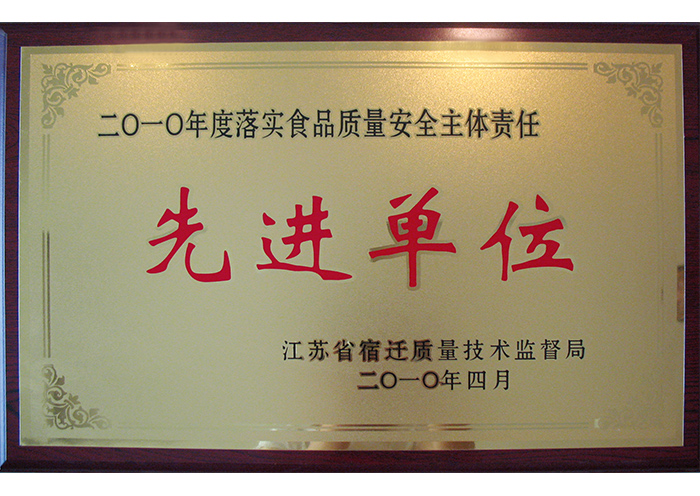 二〇一〇年度落实食品质量安全主体责任
先进单位
江苏省宿迁质量技术监督局
二〇一〇年四月